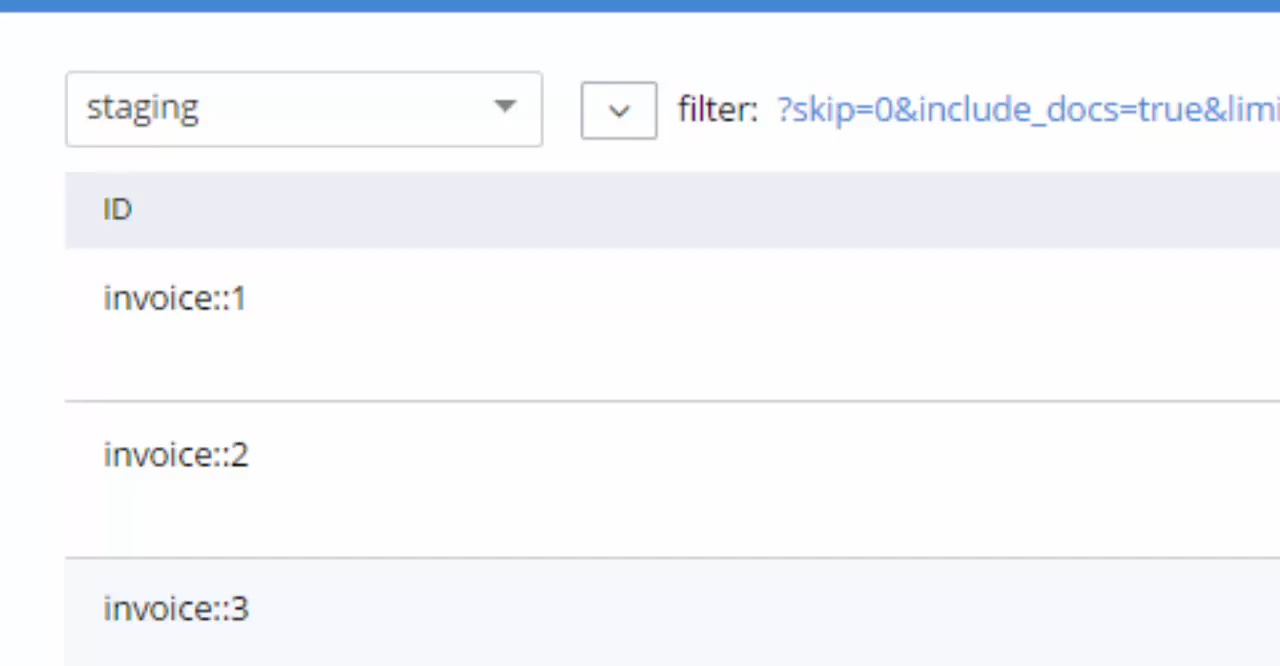 staging filter: ?skip=0&include_docs=true&limi
ID
invoice::1
invoice::2
invoice::3